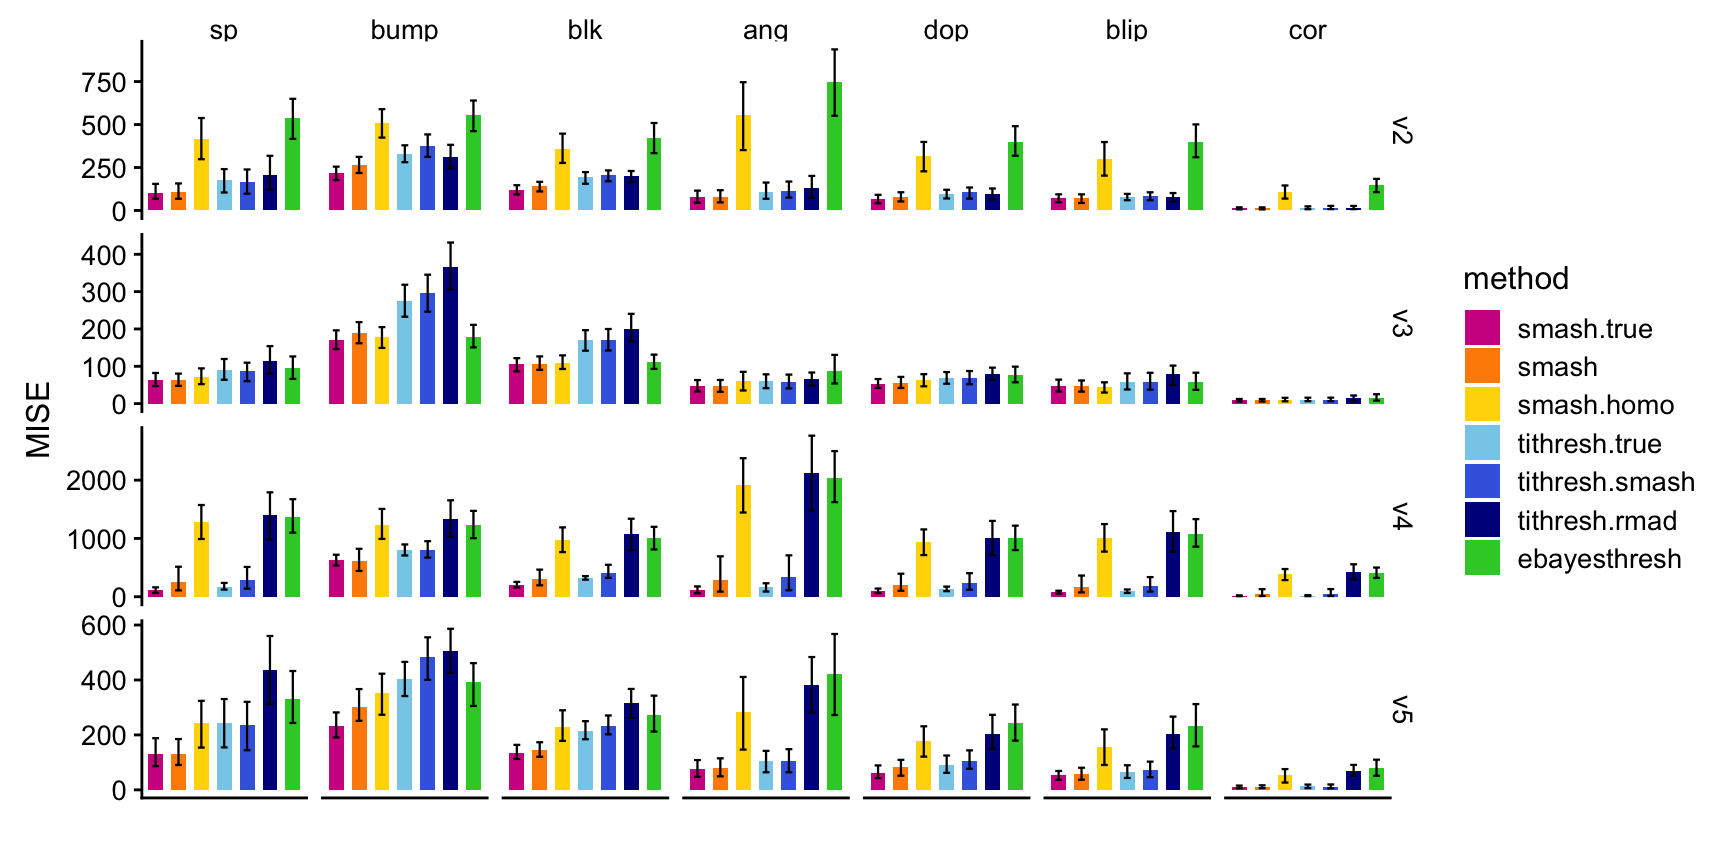 sp bump blk ang dop blip cor
750
500
250
0
v2
400
300
200
100
0
v3
2000
1000
0
v4
600
400
200
0
v5
MISE
method
smash.true
smash
smash.homo
tithresh.true
tithresh.smash
tithresh.rmad
ebayesthresh